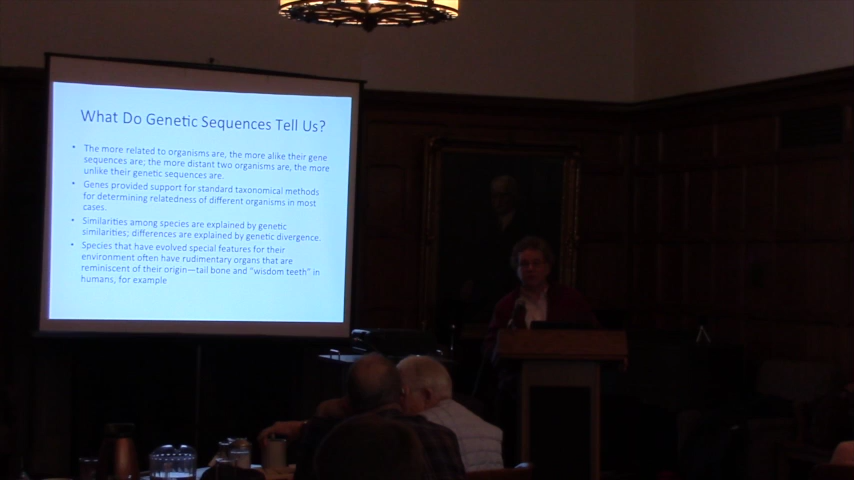 What Do Genetic Sequences Tell Us?
• The more related to organisms are, the more alike their gene
sequences are; the more distant two organisms are, the more
unlike their genetic sequences are.
• Genes provided support for standard taxonomical methods
for determining relatedness of different organisms in most
cases.
• Similarities among species are explained by genetic
similarities; differences are explained by genetic divergence.
• Species that have evolved special features for their
environment often have rudimentary organs that are
reminiscent of their origin—tail bone and "wisdom teeth" in
humans, for example